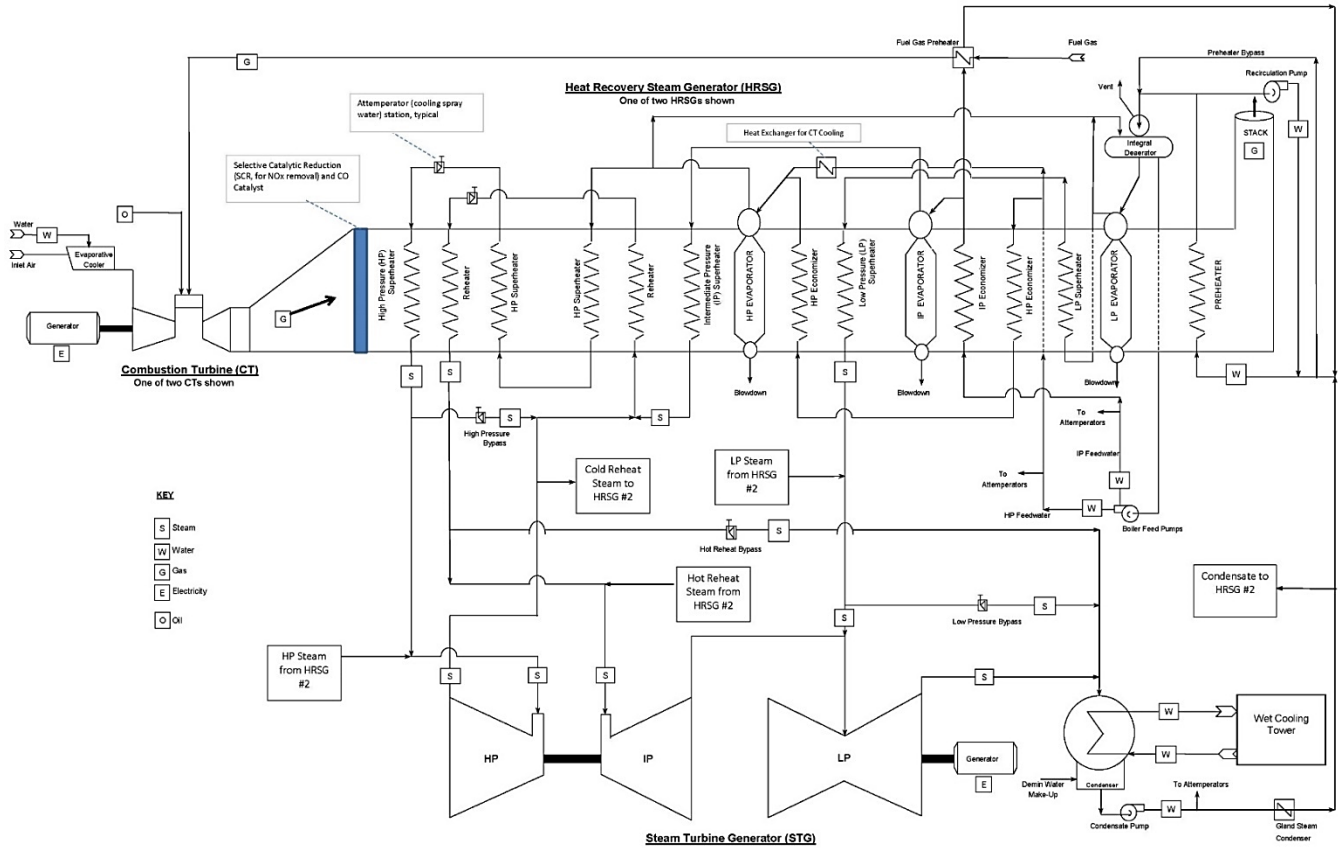 Fuel Gas Preheater
Fuel Gas
Preheater Bypass
Recirculation Pump
G
Heat Recovery Steam Generator (HRSG)
One of two HRSGs shown
Vent
Attemperator (cooling spray
water) station, typical
Heat Exchanger for CT Cooling
Integral
Deaerator
STACK
G
W
Selective Catalytic Reduction
(SCR, for NOx removal) and CO
Catalyst
O
Water
W
Inlet Air
Evaporative
Cooler
High Pressure (HP)
Superheater
Reheater
HP Superheater
HP Superheater
Reheater
Intermediate Pressure
(IP) Superheater
HP EVAPORATOR
HP Economizer
Low Pressure (LP)
Superheater
IP EVAPORATOR
IP Economizer
HP Economizer
LP Superheater
LP EVAPORATOR
PREHEATER
G
Generator
E
Combustion Turbine (CT)
One of two CTs shown
S
S
S
W
Blowdown
Blowdown
Blowdown
High Pressure
Bypass
S
S
To
Attemperators
IP Feedwater
W
To
Attemperators
HP Feedwater
W
Boiler Feed Pumps
Cold Reheat
Steam to
HRSG #2
LP Steam
from HRSG
#2
KEY
S Steam
W Water
G Gas
E Electricity
O Oil
Hot Reheat Bypass
S
Hot Reheat
Steam from
HRSG #2
Condensate to
HRSG #2
S
Low Pressure Bypass
S
HP Steam
from HRSG
#2
S
S
S
S
HP
IP
LP
Generator
E
W
W
Wet Cooling
Tower
Demin Water
Make-Up
Condenser
Condensate Pump
W
To Attemperators
Gland Steam
Condenser
Steam Turbine Generator (STG)